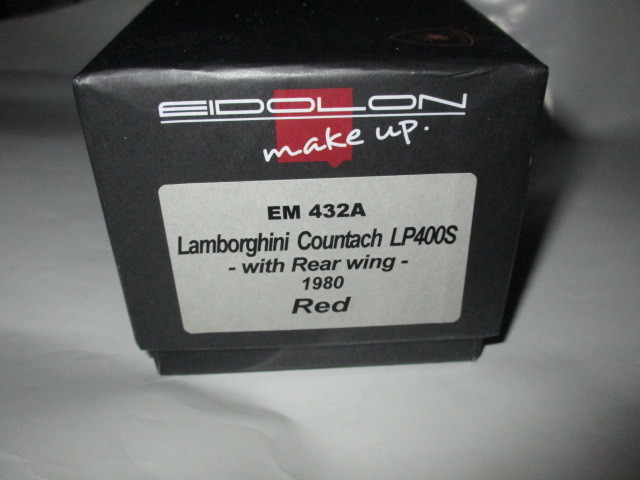 EIDOLON
make up.
EM 432A
Lamborghini Countach LP400S
- with Rear wing -
1980
Red